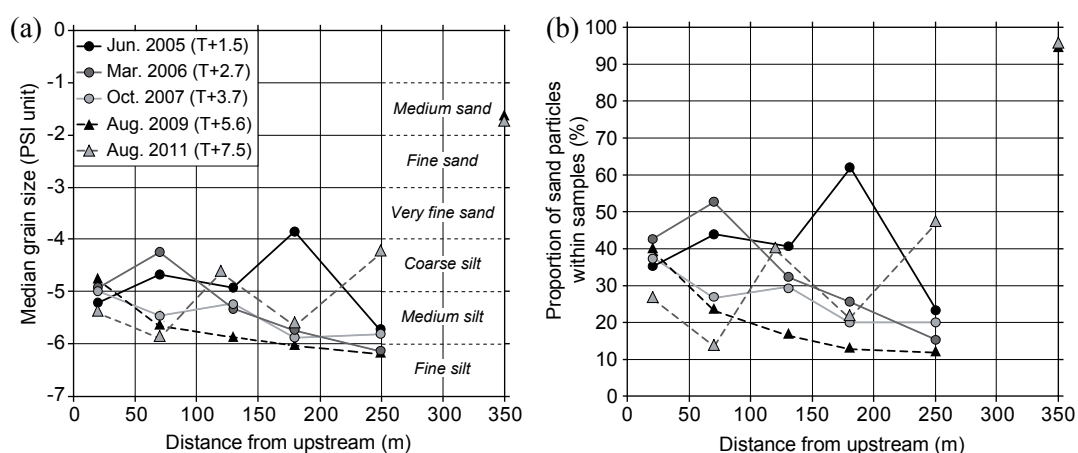 (a)
0
-1
-2
-3
-4
-5
-6
-7
Median grain size (PSI unit)
Jun. 2005 (T+1.5)
Mar. 2006 (T+2.7)
Oct. 2007 (T+3.7)
Aug. 2009 (T+5.6)
Aug. 2011 (T+7.5)
Medium sand
Fine sand
Very fine sand
Coarse silt
Medium silt
Fine silt
0 50 100 150 200 250 300 350
Distance from upstream (m)
(b)
100
90
80
70
60
50
40
30
20
10
0
Proportion of sand particles
within samples (%)
0 50 100 150 200 250 300 350
Distance from upstream (m)